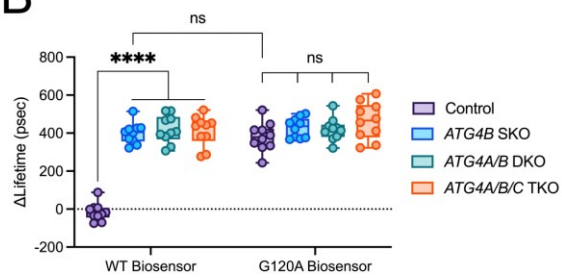 B
ns
****
ns
800
600
400
200
0
-200
ΔLifetime (psec)
WT Biosensor
G120A Biosensor
Control
ATG4B SKO
ATG4A/B DKO
ATG4A/B/C TKO